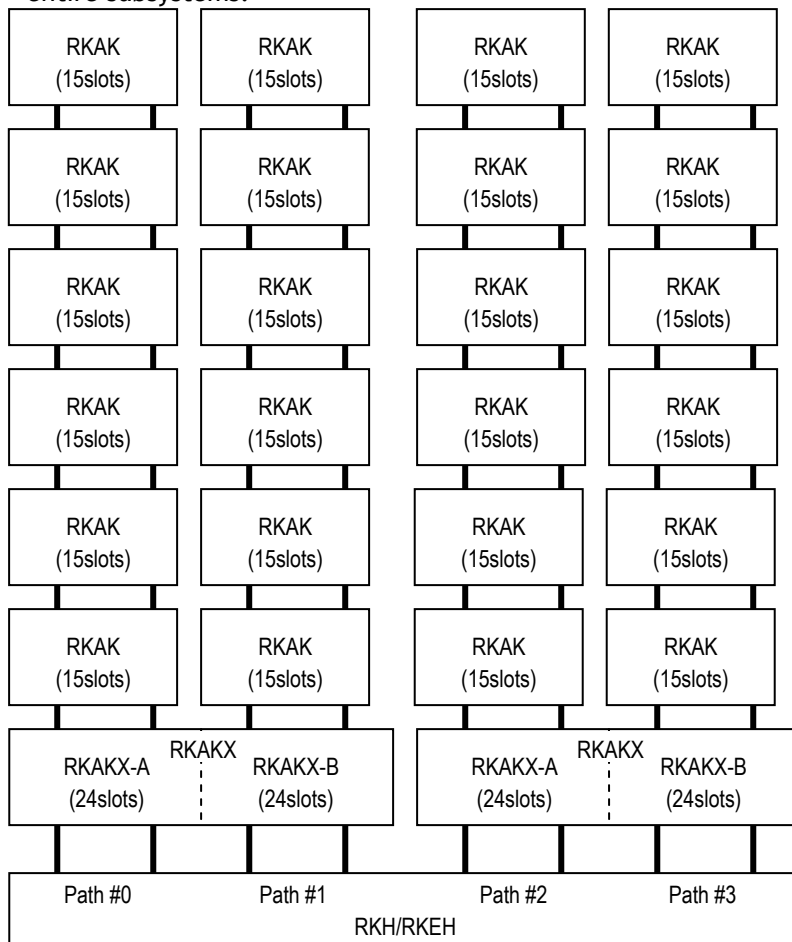 entire subsystems.
RKAK RKAK RKAK RKAK
(15slots) (15slots) (15slots) (15slots)
RKAK RKAK RKAK RKAK
(15slots) (15slots) (15slots) (15slots)
RKAK RKAK RKAK RKAK
(15slots) (15slots) (15slots) (15slots)
RKAK RKAK RKAK RKAK
(15slots) (15slots) (15slots) (15slots)
RKAK RKAK RKAK RKAK
(15slots) (15slots) (15slots) (15slots)
RKAK RKAK RKAK RKAK
(15slots) (15slots) (15slots) (15slots)
RKAKX RKAKX
RKAKX-A RKAKX-B RKAKX-A RKAKX-B
(24slots) (24slots) (24slots) (24slots)
Path #0 Path #1 Path #2 Path #3
RKH/RKEH